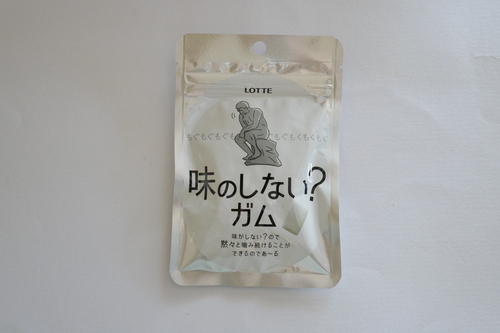 LOTTE
もぐもぐもぐもぐ もぐもぐもぐもぐ
味のしない?
ガム
味がしない?ので
黙々と噛み続けることが
できるのであ〜る